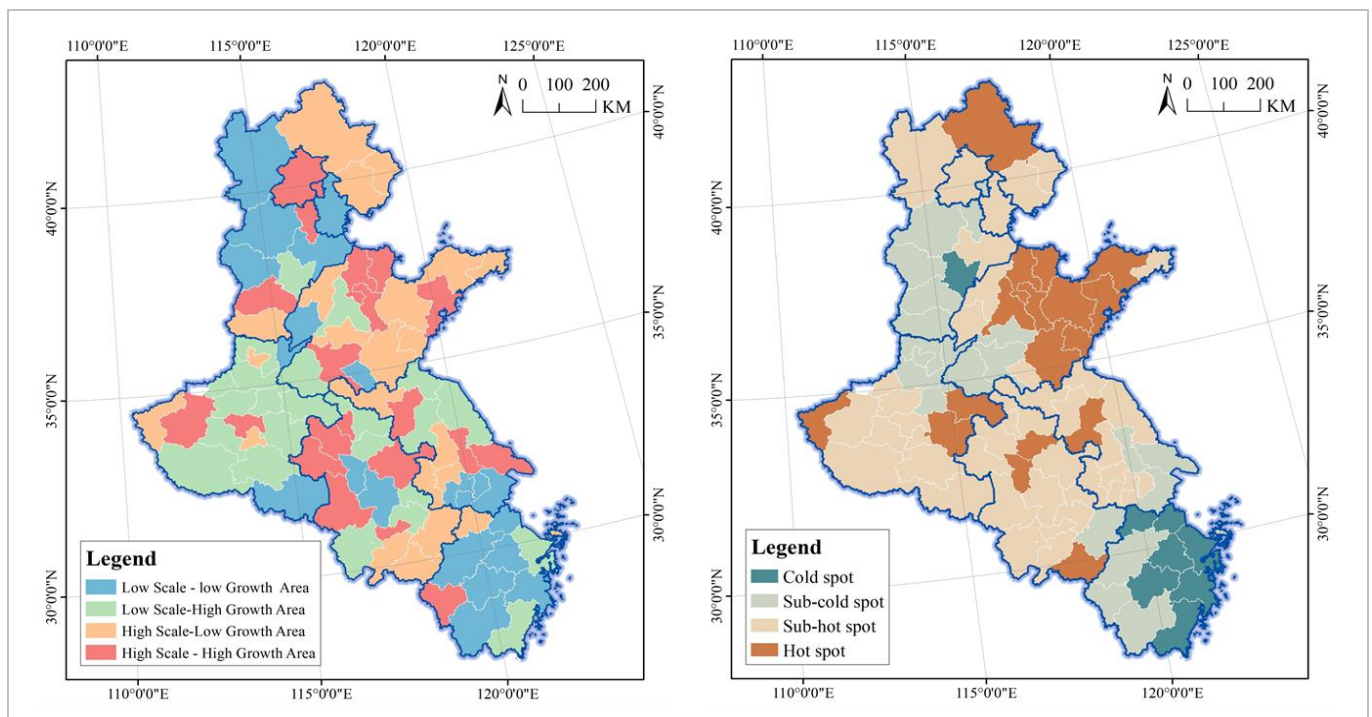 110°0'0"E 115°0'0"E 120°0'0"E 125°0'0"E
N 0 100 200
KM
40°0'0"N
35°0'0"N
30°0'0"N
40°0'0"N
35°0'0"N
30°0'0"N
Legend
Low Scale - low Growth Area
Low Scale-High Growth Area
High Scale-Low Growth Area
High Scale - High Growth Area
110°0'0"E 115°0'0"E 120°0'0"E
110°0'0"E 115°0'0"E 120°0'0"E 125°0'0"E
N 0 100 200
KM
40°0'0"N
35°0'0"N
30°0'0"N
40°0'0"N
35°0'0"N
30°0'0"N
Legend
Cold spot
Sub-cold spot
Sub-hot spot
Hot spot
110°0'0"E 115°0'0"E 120°0'0"E